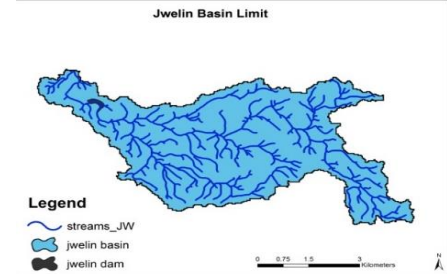 Jwelin Basin Limit
Legend
streams_JW
jwelin basin
jwelin dam
0 0.75 1.5 3
Kilometers
N